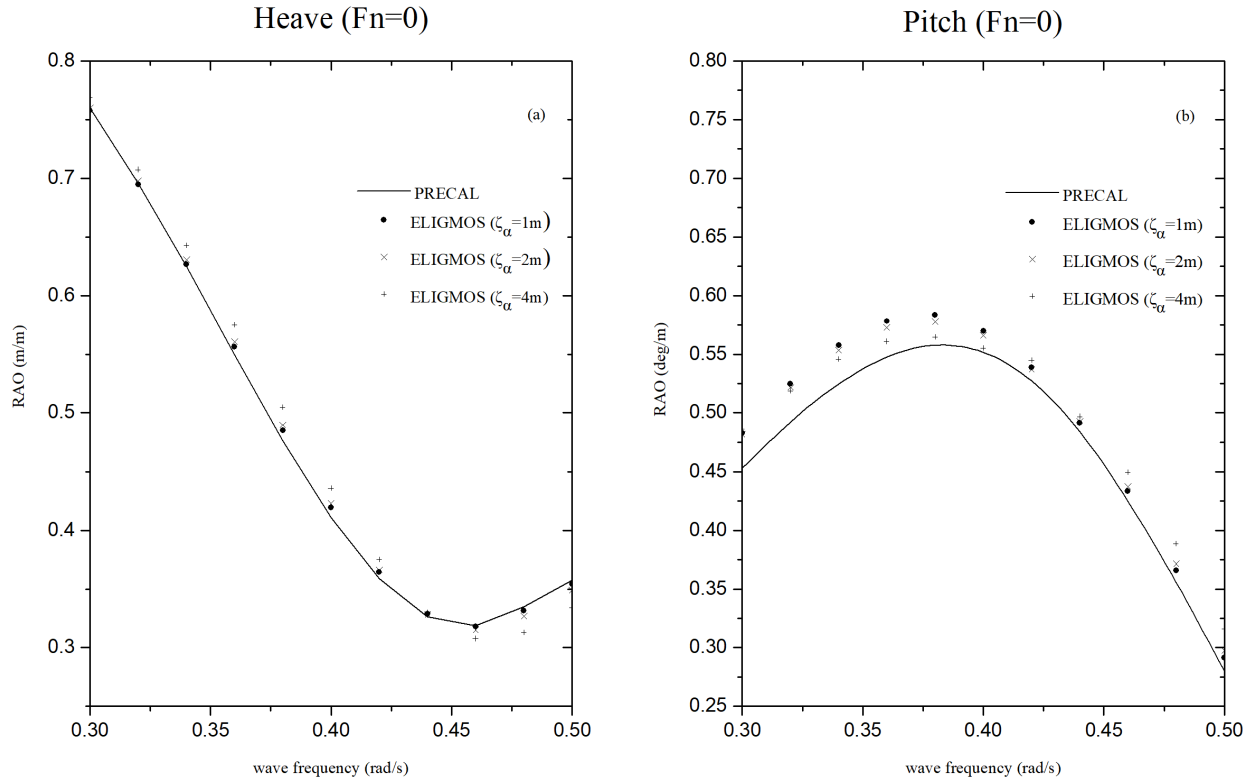 Heave (Fn=0)
0.8
0.7
0.6
0.5
0.4
0.3
RAO (m/m)
(a)
PRECAL
ELIGMOS (ζα=1m)
ELIGMOS (ζα=2m)
ELIGMOS (ζα=4m)
0.30 0.35 0.40 0.45 0.50
wave frequency (rad/s)
Pitch (Fn=0)
0.80
0.75
0.70
0.65
0.60
0.55
0.50
0.45
0.40
0.35
0.30
0.25
RAO (deg/m)
(b)
PRECAL
ELIGMOS (ζα=1m)
ELIGMOS (ζα=2m)
ELIGMOS (ζα=4m)
0.30 0.35 0.40 0.45 0.50
wave frequency (rad/s)